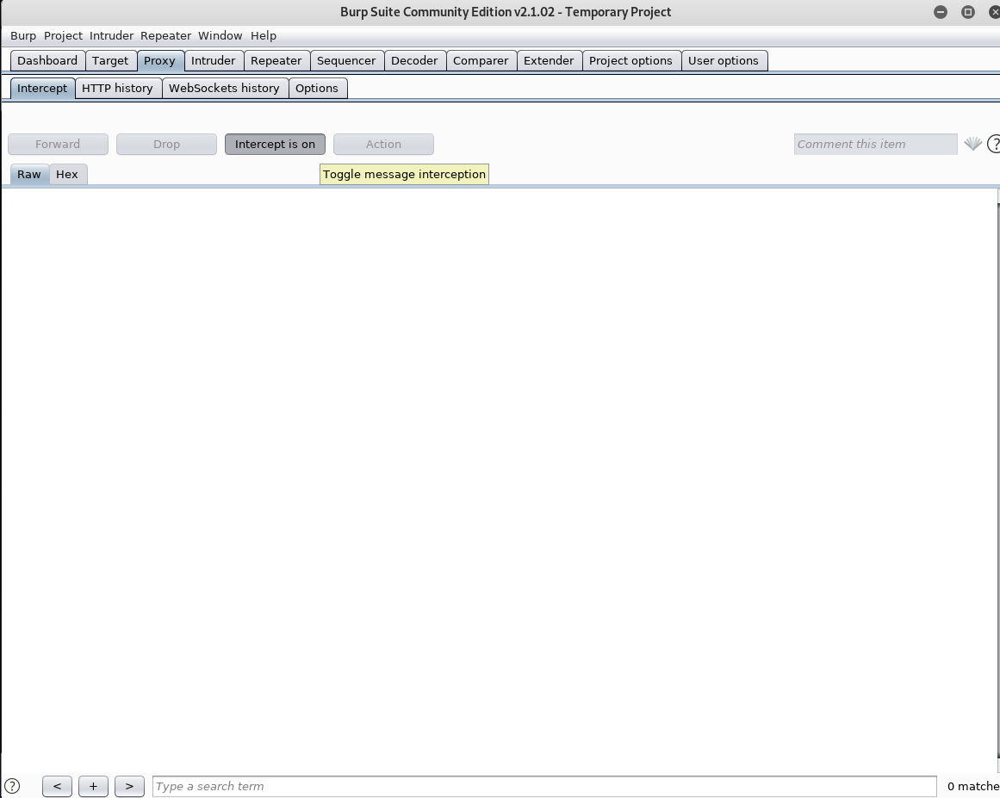 Burp Suite Community Edition v2.1.02 - Temporary Project
Burp Project Intruder Repeater Window Help
Dashboard Target Proxy Intruder Repeater Sequencer Decoder Comparer Extender Project options User options
Intercept HTTP history WebSockets history Options
Forward Drop Intercept is on Action Comment this item ?
Raw Hex Toggle message interception
? < + > Type a search term 0 matche